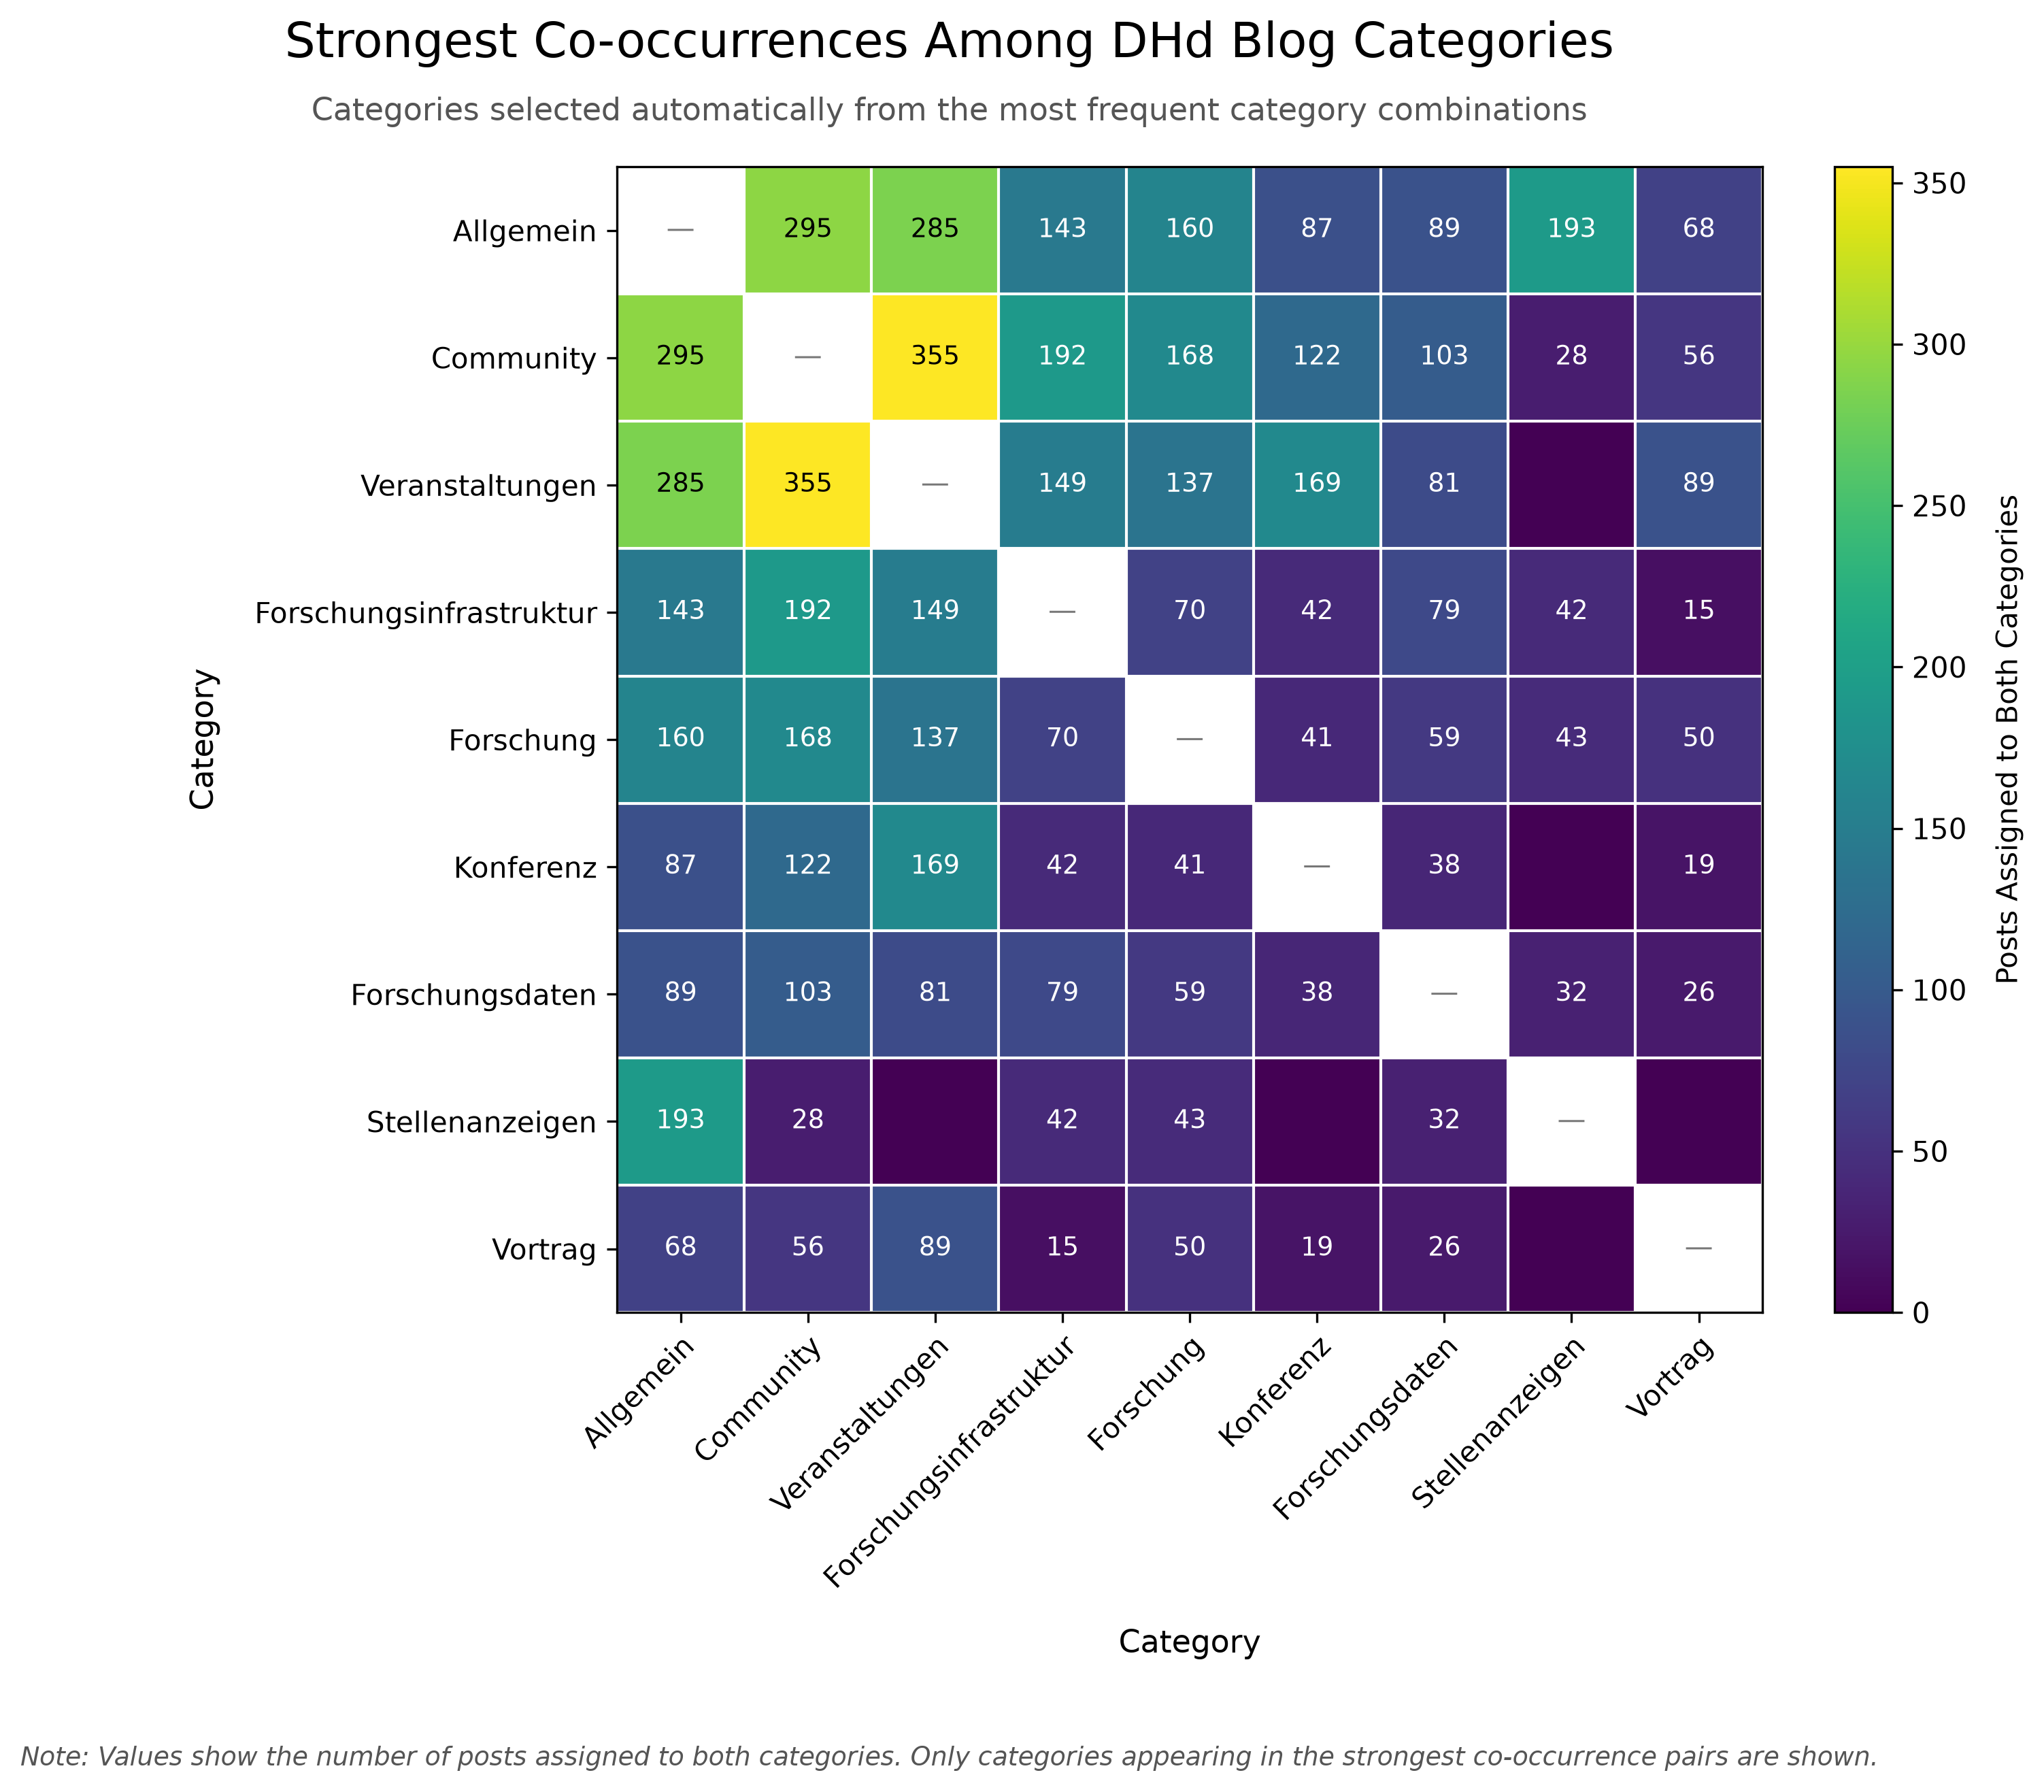 Strongest Co-occurrences Among DHd Blog Categories
Categories selected automatically from the most frequent category combinations
Allgemein — 295 285 143 160 87 89 193 68
Community 295 — 355 192 168 122 103 28 56
Veranstaltungen 285 355 — 149 137 169 81 89
Forschungsinfrastruktur 143 192 149 — 70 42 79 42 15
Forschung 160 168 137 70 — 41 59 43 50
Konferenz 87 122 169 42 41 — 38 19
Forschungsdaten 89 103 81 79 59 38 — 32 26
Stellenanzeigen 193 28 42 43 32 —
Vortrag 68 56 89 15 50 19 26 —
Category
Allgemein Community Veranstaltungen Forschungsinfrastruktur Forschung Konferenz Forschungsdaten Stellenanzeigen Vortrag
Category
350
300
250
200
150
100
50
0
Posts Assigned to Both Categories
Note: Values show the number of posts assigned to both categories. Only categories appearing in the strongest co-occurrence pairs are shown.